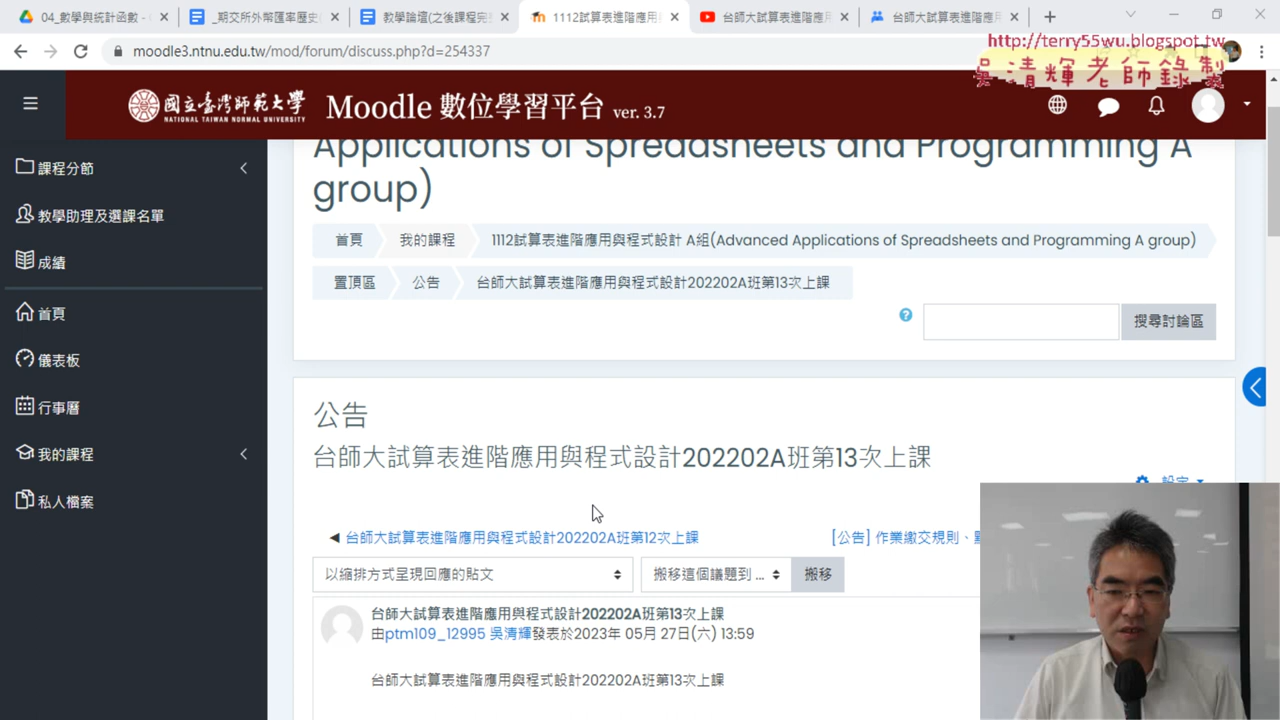 04_數學與統計函數 -
_期交所外幣匯率歷史
教學論壇(之後課程完
1112試算表進階應用
台師大試算表進階應用
台師大試算表進階應用
moodle3.ntnu.edu.tw/mod/forum/discuss.php?d=254337
http://terry55wu.blogspot.tw
吳清輝老師錄製
國立臺灣師範大學
NATIONAL TAIWAN NORMAL UNIVERSITY
Moodle 數位學習平台 ver. 3.7
課程分節
教學助理及選課名單
成績
首頁
儀表板
行事曆
我的課程
私人檔案
Applications of Spreadsheets and Programming A
group)
首頁 我的課程 1112試算表進階應用與程式設計 A組(Advanced Applications of Spreadsheets and Programming A group)
置頂區 公告 台師大試算表進階應用與程式設計202202A班第13次上課
搜尋討論區
公告
台師大試算表進階應用與程式設計202202A班第13次上課
設定
◀ 台師大試算表進階應用與程式設計202202A班第12次上課
[公告] 作業繳交規則、
以縮排方式呈現回應的貼文
搬移這個議題到 ...
搬移
台師大試算表進階應用與程式設計202202A班第13次上課
由ptm109_12995 吳清輝發表於2023年 05月 27日(六) 13:59
台師大試算表進階應用與程式設計202202A班第13次上課